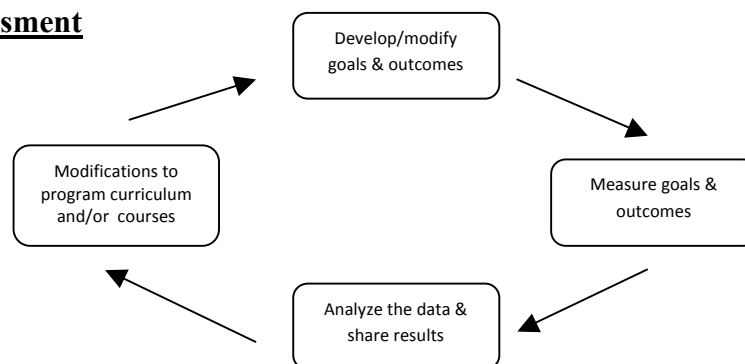 sment
Develop/modify
goals & outcomes
Modifications to
program curriculum
and/or  courses
Measure goals &
outcomes
Analyze the data &
share results